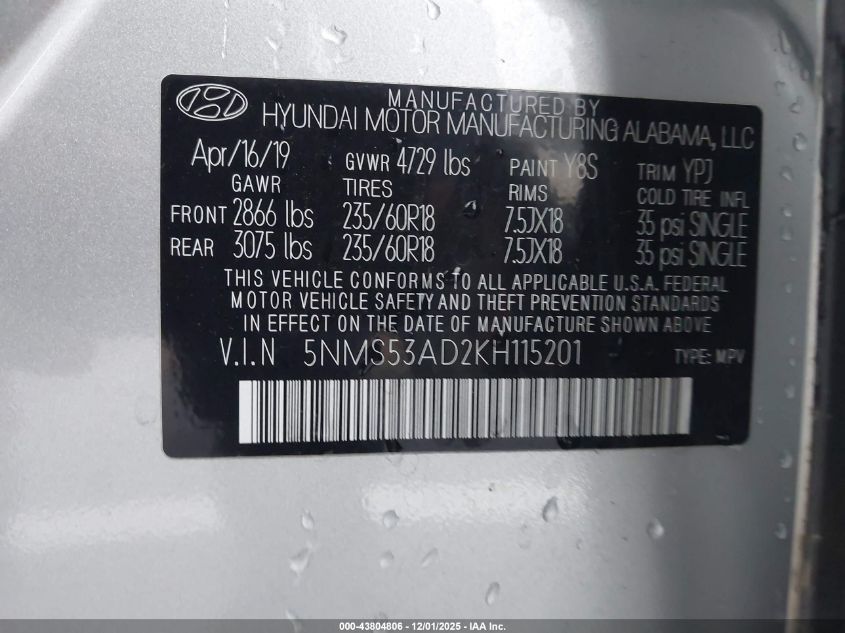 MANUFACTURED BY
HYUNDAI MOTOR MANUFACTURING ALABAMA, LLC
Apr/16/19 GVWR 4729 lbs PAINT Y8S TRIM YPJ
GAWR TIRES RIMS COLD TIRE INFL
FRONT 2866 lbs 235/60R18 7.5JX18 35 psi SINGLE
REAR 3075 lbs 235/60R18 7.5JX18 35 psi SINGLE
THIS VEHICLE CONFORMS TO ALL APPLICABLE U.S.A. FEDERAL
MOTOR VEHICLE SAFETY AND THEFT PREVENTION STANDARDS
IN EFFECT ON THE DATE OF MANUFACTURE SHOWN ABOVE
V.I.N 5NMS53AD2KH115201 TYPE: MPV
000-43804806 - 12/01/2025 - IAA Inc.